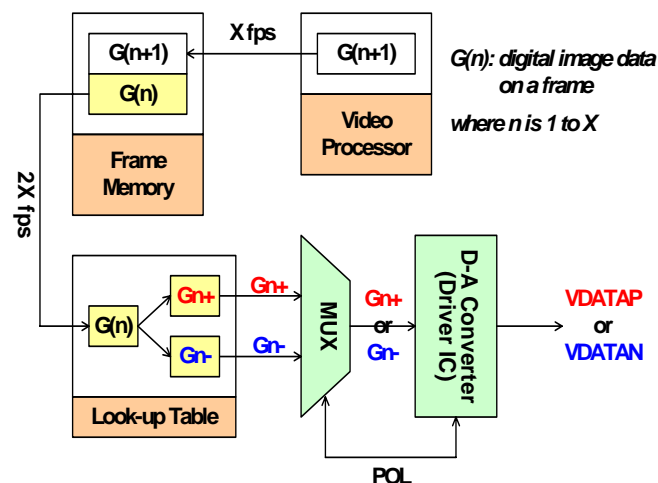 G(n+1)
G(n)
Frame
Memory
X fps
G(n+1)
Video
Processor
G(n): digital image data
on a frame
where n is 1 to X
2X fps
G(n)
Gn+
Gn-
Look-up Table
Gn+
Gn-
MUX
Gn+
or
Gn-
D-A Converter
(Driver IC)
VDATAP
or
VDATAN
POL